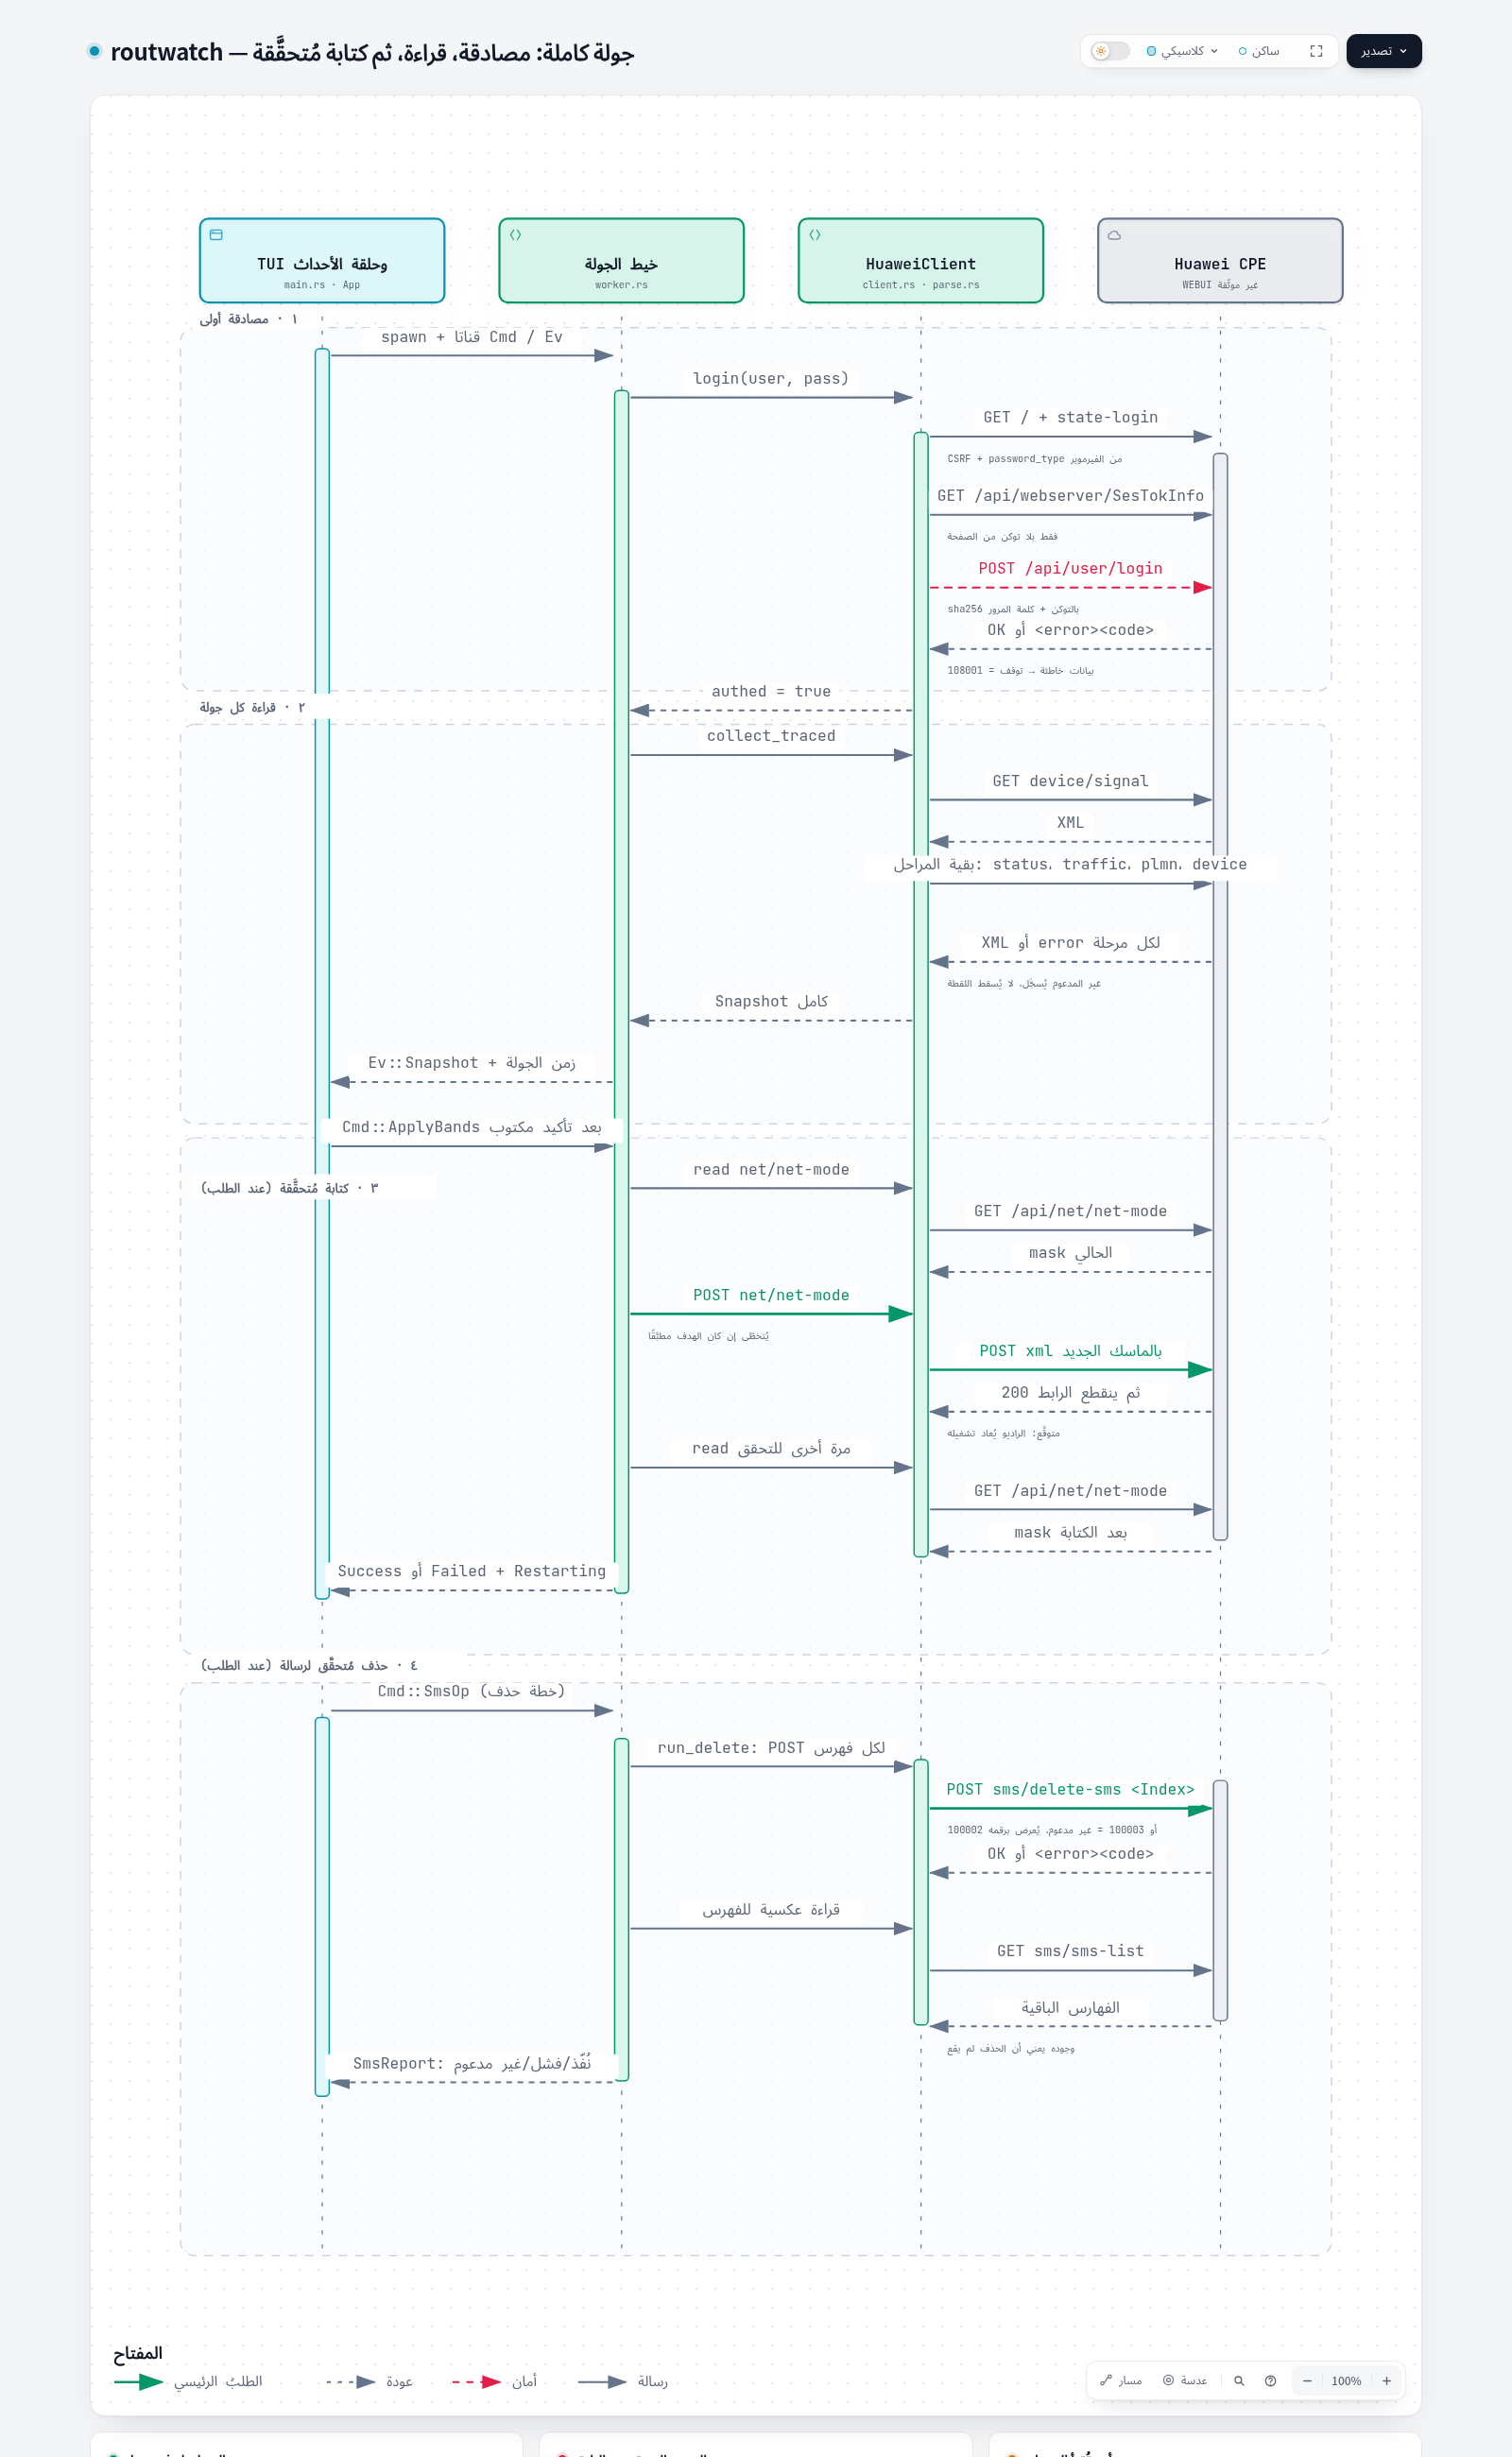 routwatch — جولة كاملة: مصادقة، قراءة، ثم كتابة مُتحقَّقة
كلاسيكي
ساكن
تصدير
TUI وحلقة الأحداث
main.rs · App
خيط الجولة
worker.rs
HuaweiClient
client.rs · parse.rs
Huawei CPE
WEBUI غير موثّقة
١ · مصادقة أولى
spawn + قناتا Cmd / Ev
login(user, pass)
GET / + state-login
CSRF + password_type من الفيرموير
GET /api/webserver/SesTokInfo
فقط بلا توكن من الصفحة
POST /api/user/login
sha256 بالتوكن + كلمة المرور
OK أو <error><code>
108001 = بيانات خاطئة → توقف
authed = true
٢ · قراءة كل جولة
collect_traced
GET device/signal
XML
بقية المراحل: status، traffic، plmn، device
XML أو error لكل مرحلة
غير المدعوم يُسجَّل، لا يُسقط اللقطة
Snapshot كامل
Ev::Snapshot + زمن الجولة
Cmd::ApplyBands بعد تأكيد مكتوب
read net/net-mode
٣ · كتابة مُتحقَّقة (عند الطلب)
GET /api/net/net-mode
mask الحالي
POST net/net-mode
يُتخطّى إن كان الهدف مطبّقًا
POST xml بالماسك الجديد
200 ثم ينقطع الرابط
متوقَّع: الراديو يُعاد تشغيله
read مرة أخرى للتحقق
GET /api/net/net-mode
mask بعد الكتابة
Success أو Failed + Restarting
٤ · حذف مُتحقَّق لرسالة (عند الطلب)
Cmd::SmsOp (خطة حذف)
run_delete: POST لكل فهرس
POST sms/delete-sms <Index>
100002 أو 100003 = غير مدعوم، يُعرض برقمه
OK أو <error><code>
قراءة عكسية للفهرس
GET sms/sms-list
الفهارس الباقية
وجوده يعني أن الحذف لم يقع
SmsReport: نُفّذ/فشل/غير مدعوم
المفتاح
الطلب الرئيسي
عودة
أمان
رسالة
مسار
عدسة
100%